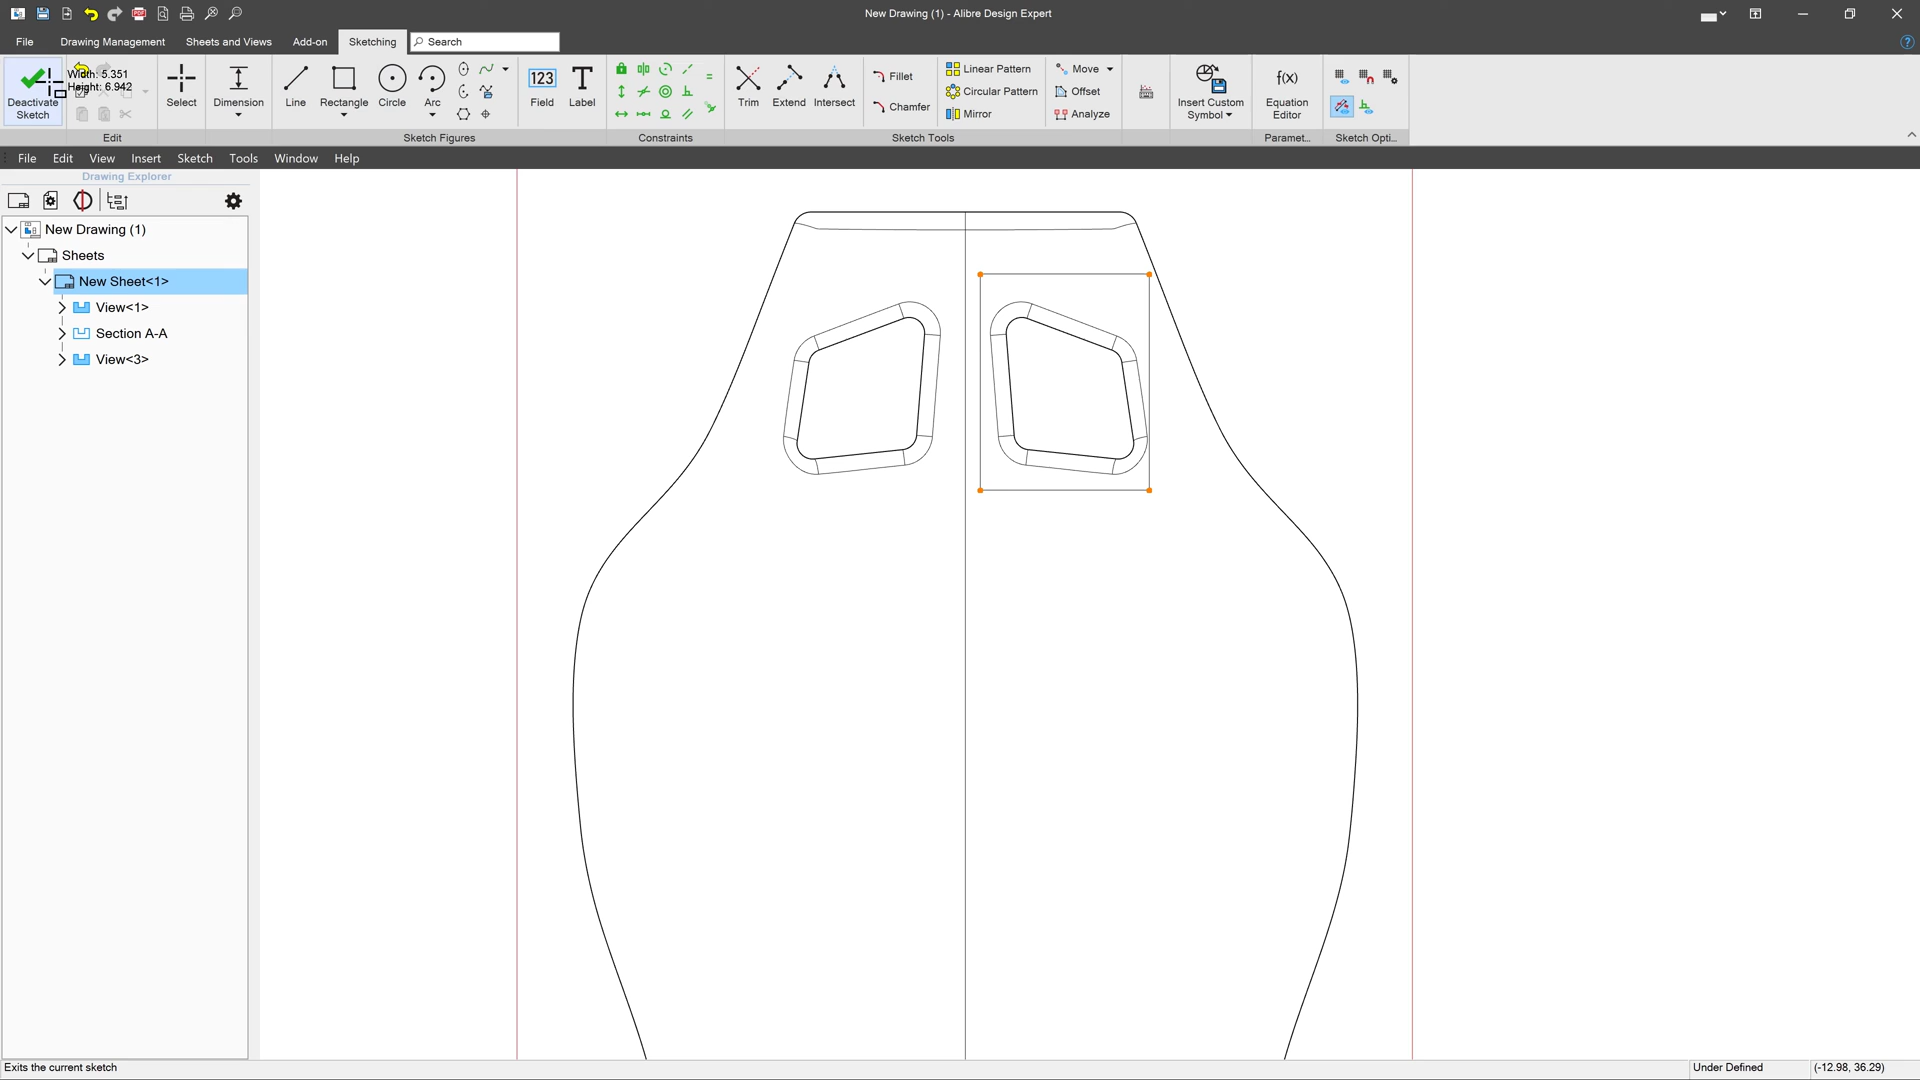 New Drawing (1) - Alibre Design Expert
File
Drawing Management
Sheets and Views
Add-on
Sketching
Search
Deactivate
Sketch
Width: 5.351
Height: 6.942
Select
Dimension
Line
Rectangle
Circle
Arc
123
Field
Label
Trim
Extend
Intersect
Fillet
Chamfer
Linear Pattern
Circular Pattern
Mirror
Move
Offset
Analyze
Insert Custom
Symbol
f(x)
Equation
Editor
Edit
Sketch Figures
Constraints
Sketch Tools
Paramet...
Sketch Opti...
File
Edit
View
Insert
Sketch
Tools
Window
Help
Drawing Explorer
New Drawing (1)
Sheets
New Sheet<1>
View<1>
Section A-A
View<3>
Exits the current sketch
Under Defined
(-12.98, 36.29)